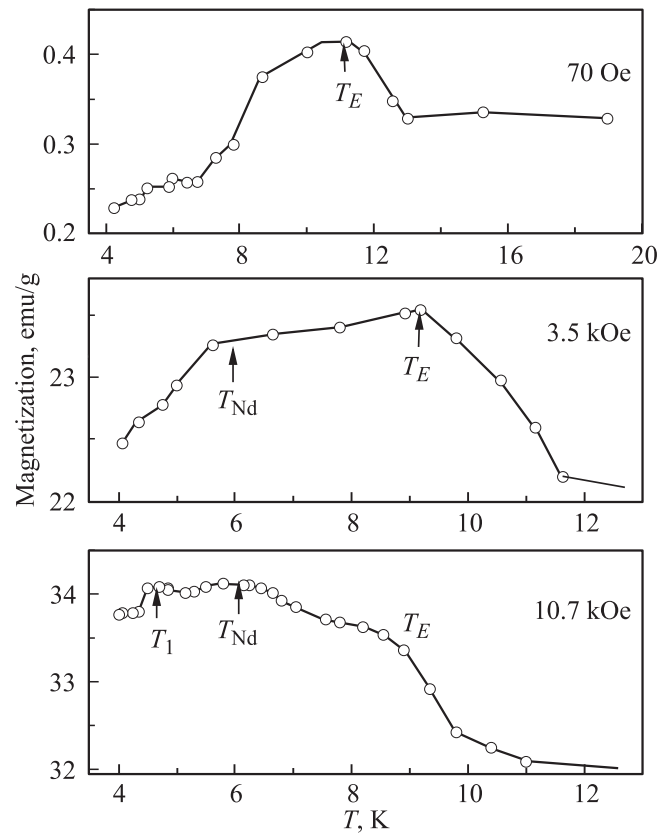 0.4
0.3
0.2
70 Oe
T_E
4 8 12 16 20
Magnetization, emu/g
23
22
3.5 kOe
T_Nd
T_E
4 6 8 10 12
34
33
32
10.7 kOe
T_1
T_Nd
T_E
4 6 8 10 12
T, K